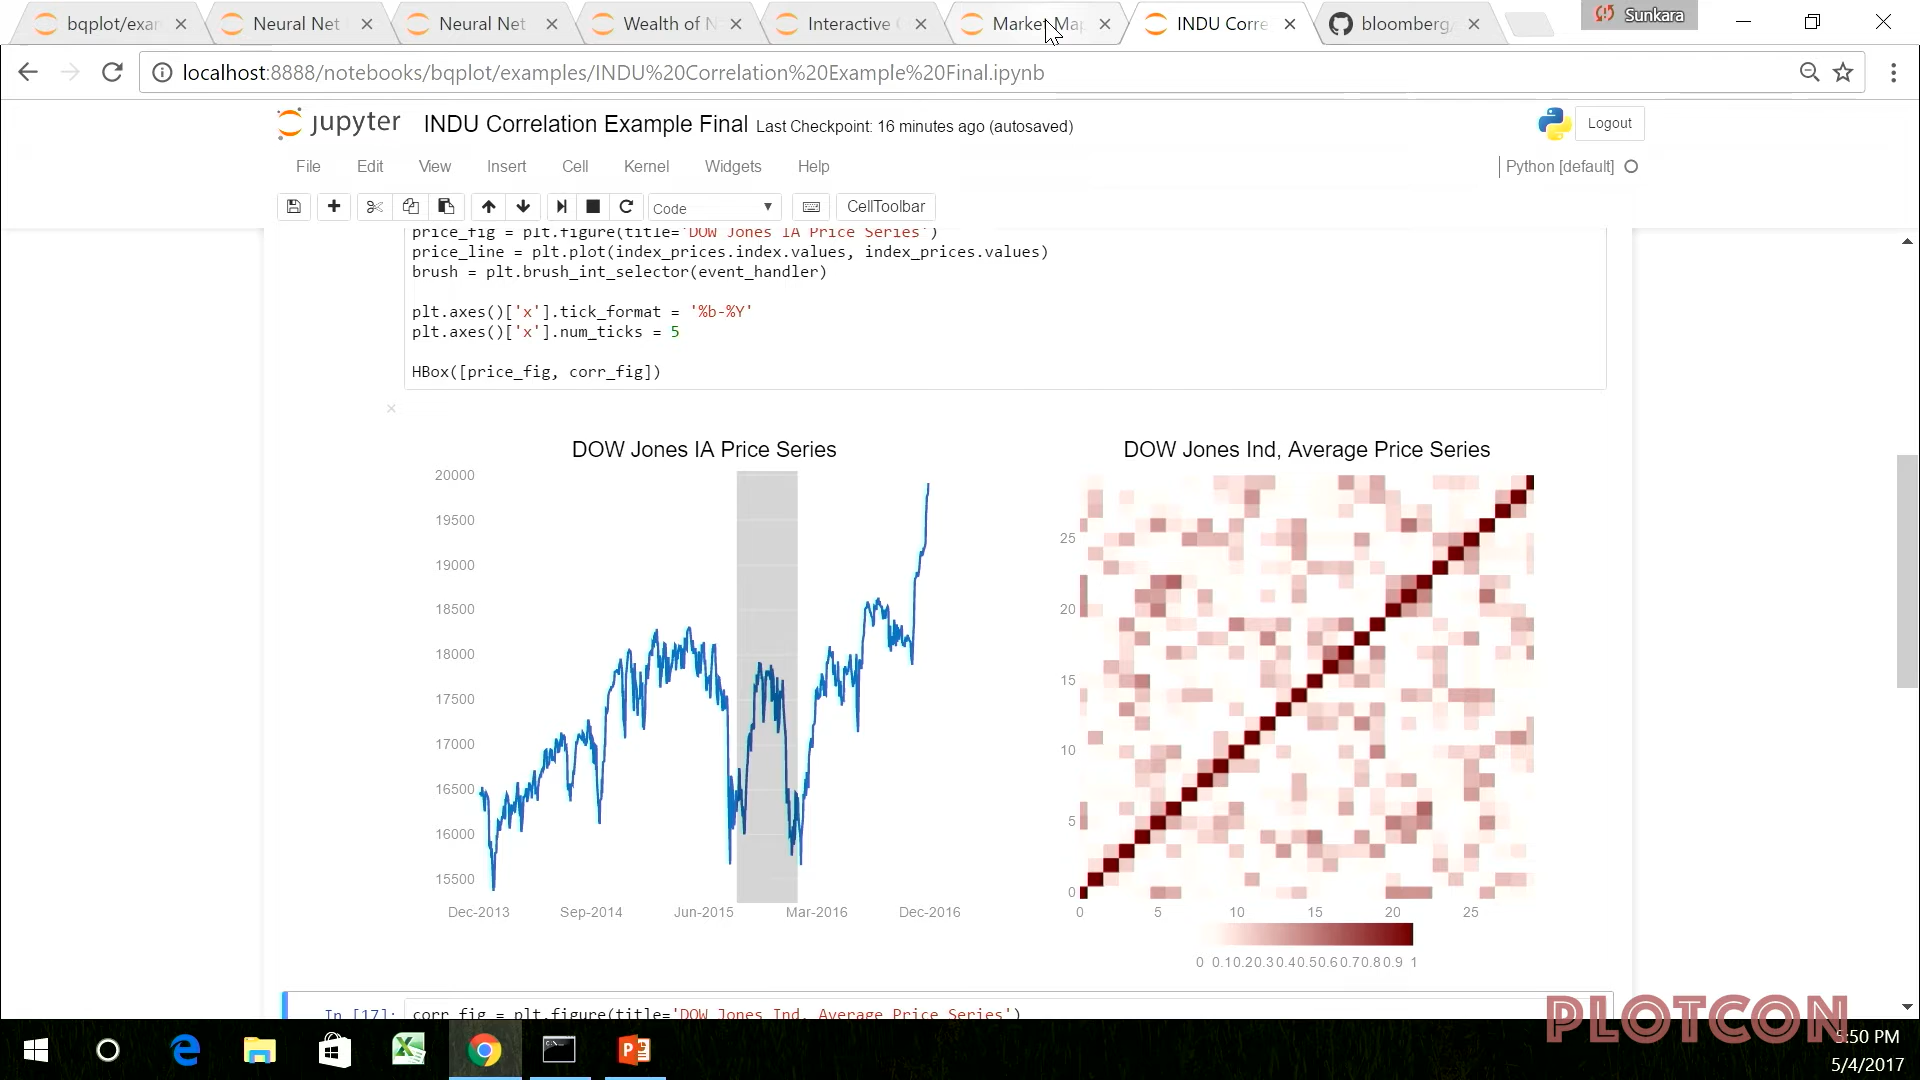 bqplot/exar
Neural Net
Neural Net
Wealth of N
Interactive
Market Map
INDU Corre
bloomberg/
Sunkara
localhost:8888/notebooks/bqplot/examples/INDU%20Correlation%20Example%20Final.ipynb
jupyter INDU Correlation Example Final Last Checkpoint: 16 minutes ago (autosaved)
Logout
File Edit View Insert Cell Kernel Widgets Help
Python [default]
Code
CellToolbar
price_fig = plt.figure(title='DOW Jones IA Price Series')
price_line = plt.plot(index_prices.index.values, index_prices.values)
brush = plt.brush_int_selector(event_handler)
plt.axes()['x'].tick_format = '%b-%Y'
plt.axes()['x'].num_ticks = 5
HBox([price_fig, corr_fig])
DOW Jones IA Price Series
20000
19500
19000
18500
18000
17500
17000
16500
16000
15500
Dec-2013 Sep-2014 Jun-2015 Mar-2016 Dec-2016
DOW Jones Ind, Average Price Series
25
20
15
10
5
0
0 5 10 15 20 25
0 0.10.20.30.40.50.60.70.80.9 1
In [17]: corr_fig = plt.figure(title='DOW Jones Ind, Average Price Series')
PLOTCON
5:50 PM
5/4/2017